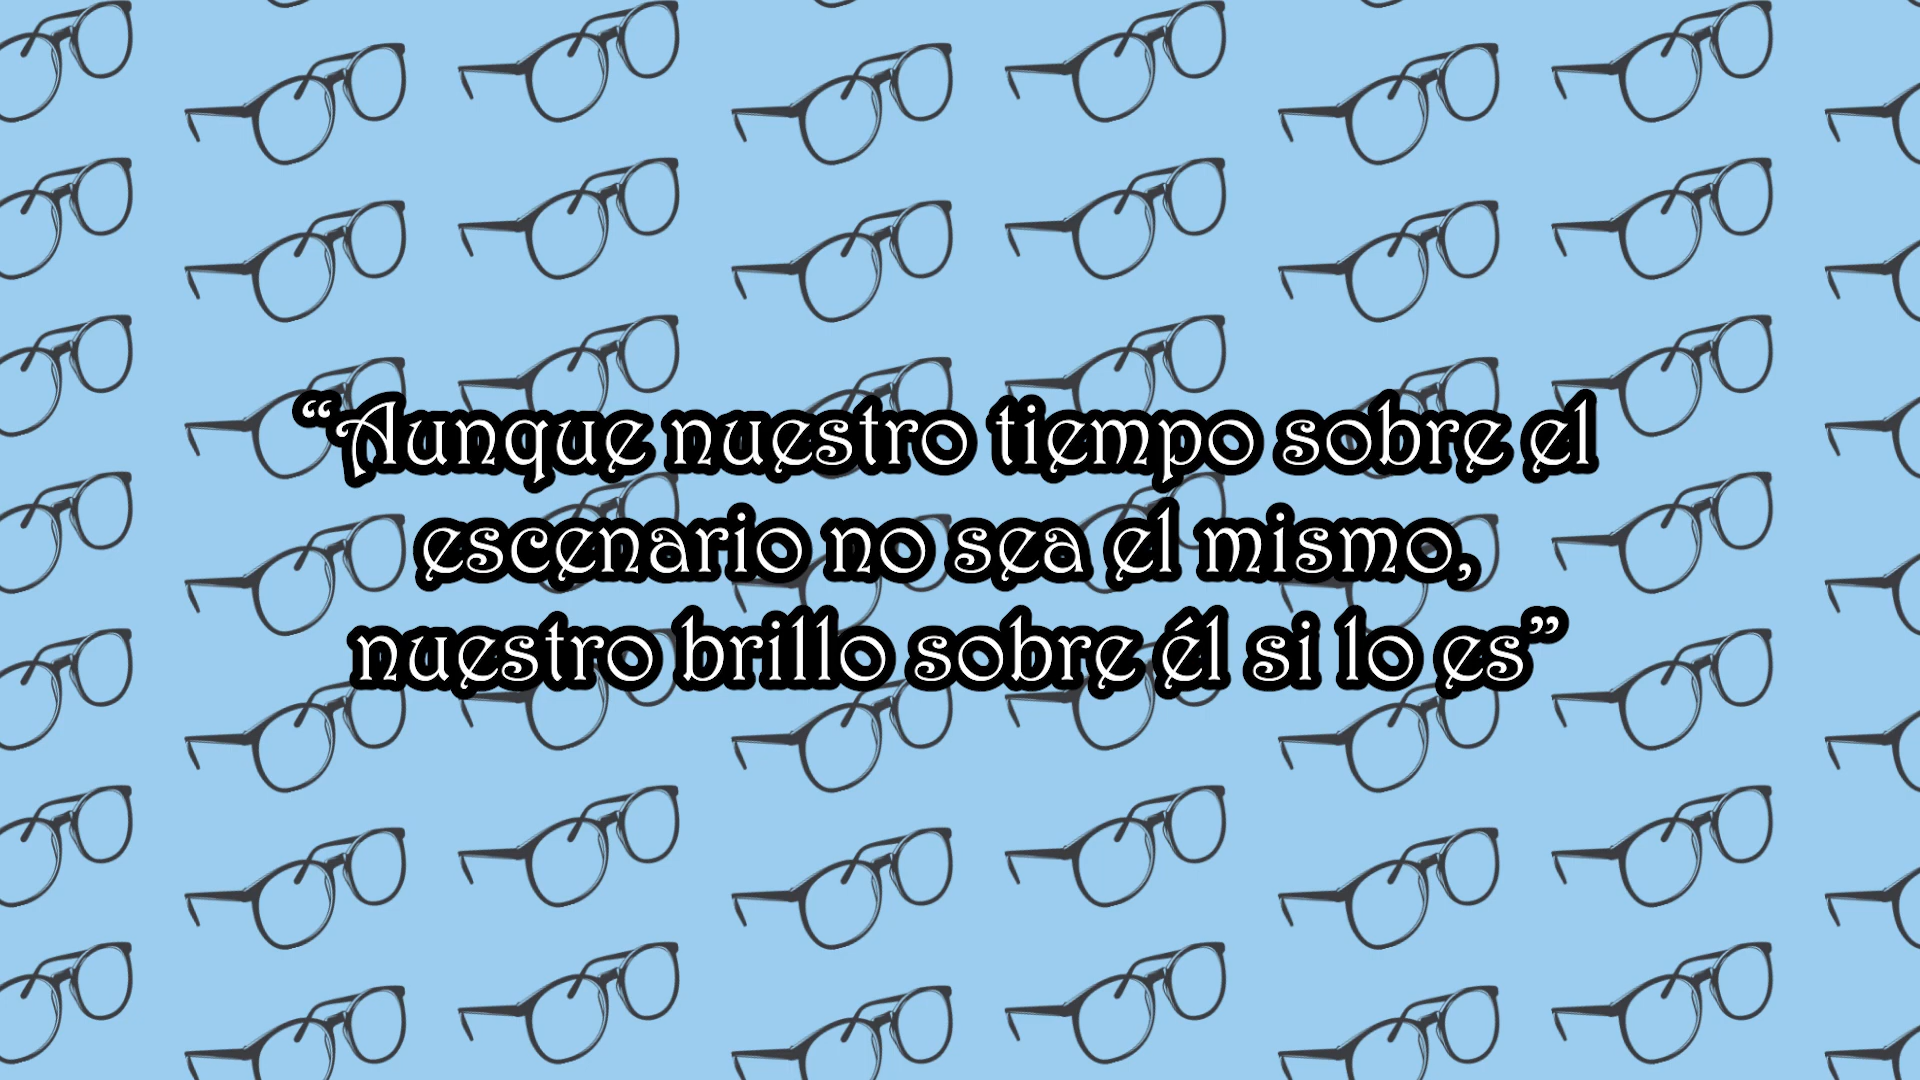 “Aunque nuestro tiempo sobre el
escenario no sea el mismo,
nuestro brillo sobre él si lo es”